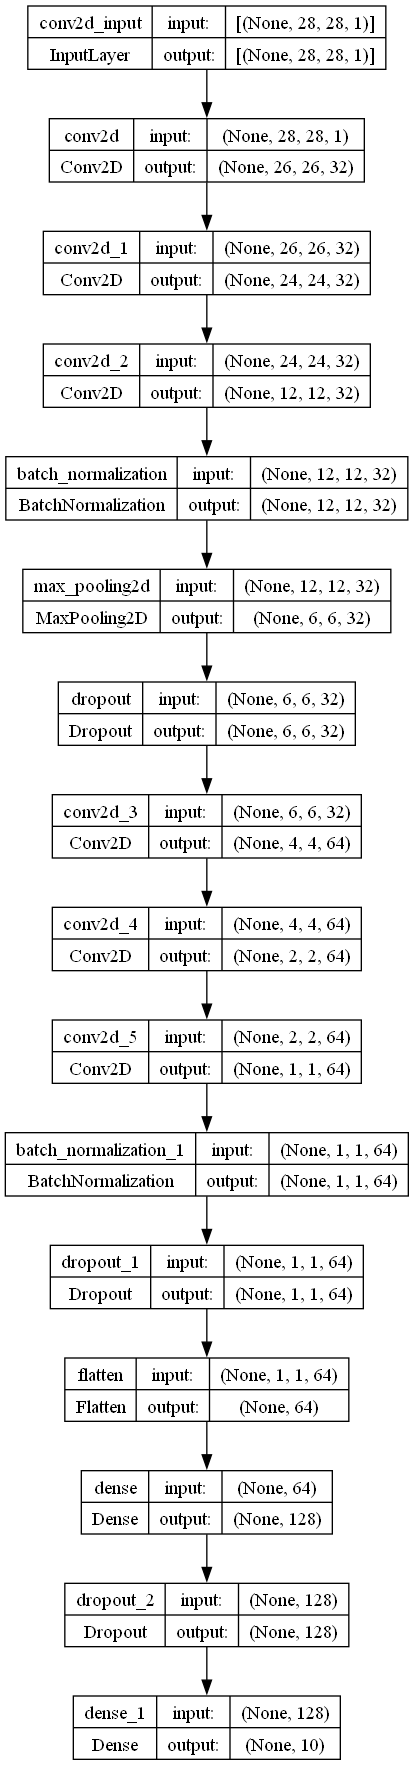 conv2d_input input: [(None, 28, 28, 1)]
InputLayer output: [(None, 28, 28, 1)]
conv2d input: (None, 28, 28, 1)
Conv2D output: (None, 26, 26, 32)
conv2d_1 input: (None, 26, 26, 32)
Conv2D output: (None, 24, 24, 32)
conv2d_2 input: (None, 24, 24, 32)
Conv2D output: (None, 12, 12, 32)
batch_normalization input: (None, 12, 12, 32)
BatchNormalization output: (None, 12, 12, 32)
max_pooling2d input: (None, 12, 12, 32)
MaxPooling2D output: (None, 6, 6, 32)
dropout input: (None, 6, 6, 32)
Dropout output: (None, 6, 6, 32)
conv2d_3 input: (None, 6, 6, 32)
Conv2D output: (None, 4, 4, 64)
conv2d_4 input: (None, 4, 4, 64)
Conv2D output: (None, 2, 2, 64)
conv2d_5 input: (None, 2, 2, 64)
Conv2D output: (None, 1, 1, 64)
batch_normalization_1 input: (None, 1, 1, 64)
BatchNormalization output: (None, 1, 1, 64)
dropout_1 input: (None, 1, 1, 64)
Dropout output: (None, 1, 1, 64)
flatten input: (None, 1, 1, 64)
Flatten output: (None, 64)
dense input: (None, 64)
Dense output: (None, 128)
dropout_2 input: (None, 128)
Dropout output: (None, 128)
dense_1 input: (None, 128)
Dense output: (None, 10)